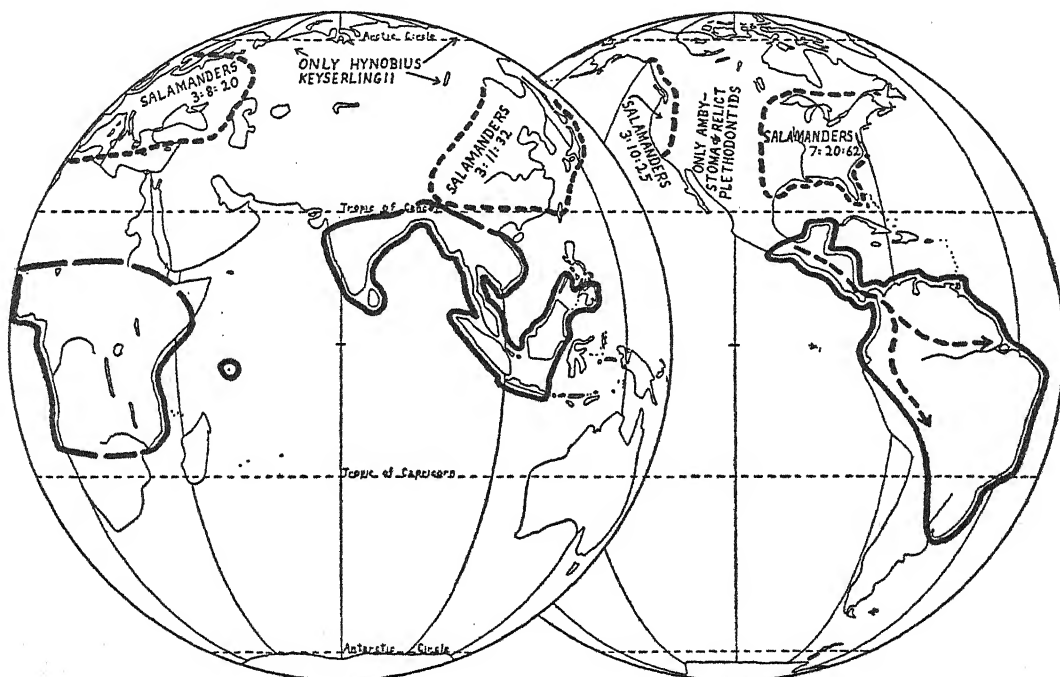 Arctic Circle
ONLY HYNOBIUS
KEYSERLINGII
SALAMANDERS
3:8:20
SALAMANDERS
3:11:32
SALAMANDERS
3:10:25
ONLY AMBY-
STOMA & RELICT
PLETHODONTIDS
SALAMANDERS
7:20:62
Tropic of Cancer
Tropic of Capricorn
Antarctic Circle